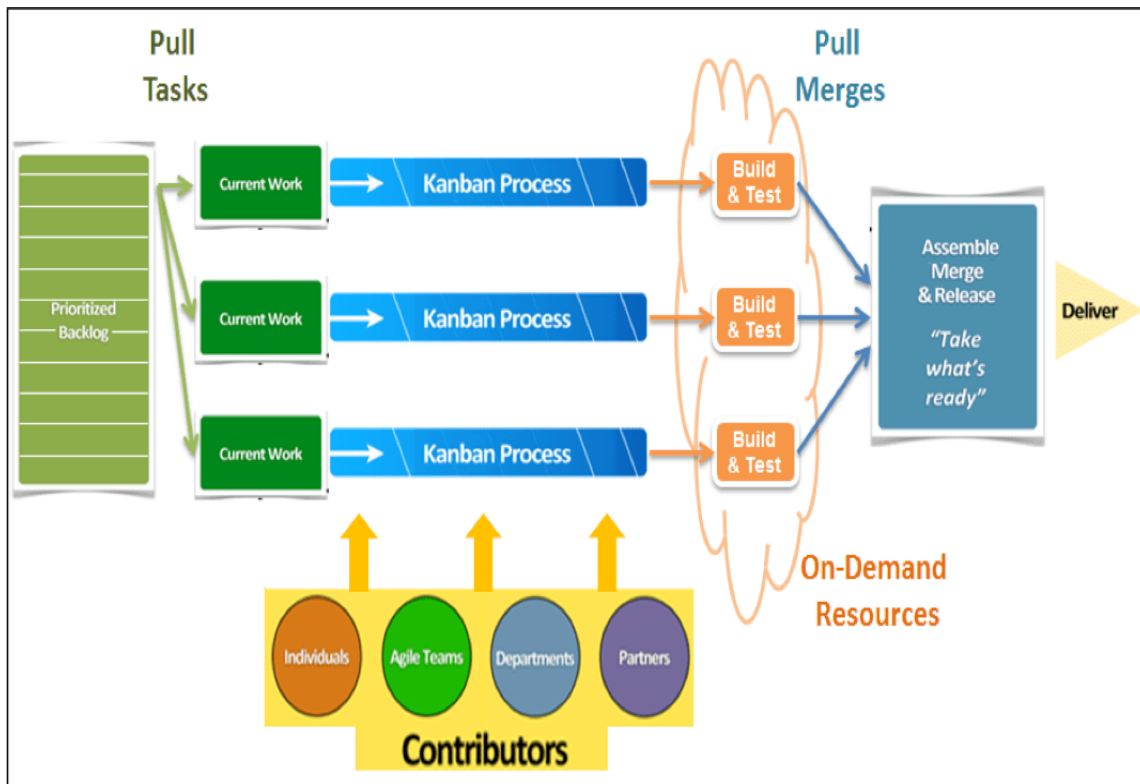 Pull
Tasks
Pull
Merges
Prioritized
Backlog
Current Work
Kanban Process
Build
& Test
Current Work
Kanban Process
Build
& Test
Current Work
Kanban Process
Build
& Test
Assemble
Merge
& Release
“Take
what’s
ready”
Deliver
On-Demand
Resources
Individuals
Agile Teams
Departments
Partners
Contributors